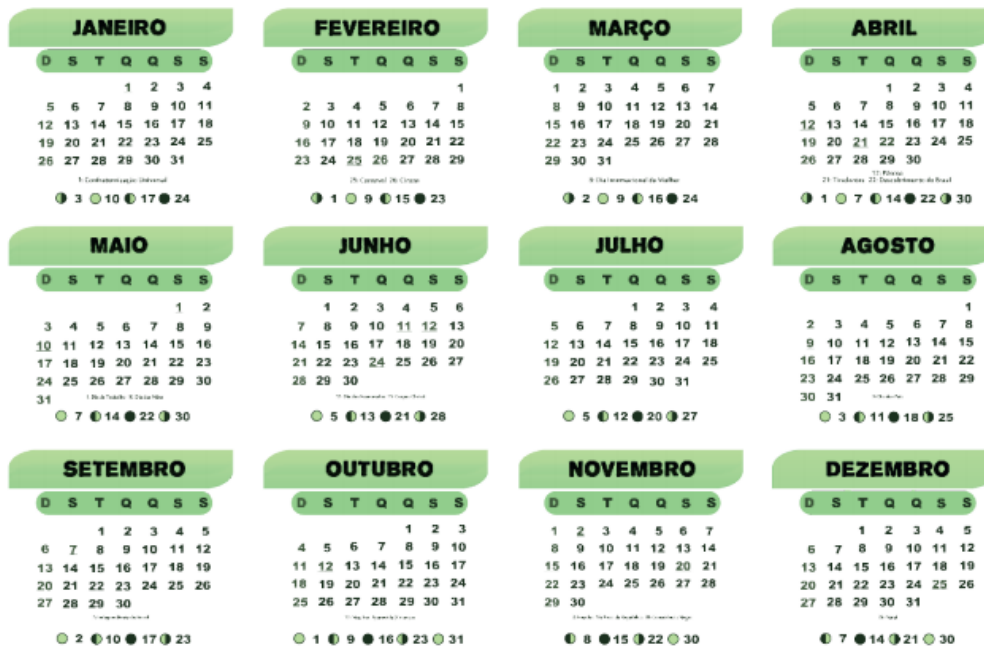 JANEIRO
D S T Q Q S S
1 2 3 4
5 6 7 8 9 10 11
12 13 14 15 16 17 18
19 20 21 22 23 24 25
26 27 28 29 30 31
1: Confraternização Universal
3 10 17 24
FEVEREIRO
D S T Q Q S S
1
2 3 4 5 6 7 8
9 10 11 12 13 14 15
16 17 18 19 20 21 22
23 24 25 26 27 28 29
25: Carnaval 26: Cinzas
1 9 15 23
MARÇO
D S T Q Q S S
1 2 3 4 5 6 7
8 9 10 11 12 13 14
15 16 17 18 19 20 21
22 23 24 25 26 27 28
29 30 31
Dia Internacional da Mulher
2 9 16 24
ABRIL
D S T Q Q S S
1 2 3 4
5 6 7 8 9 10 11
12 13 14 15 16 17 18
19 20 21 22 23 24 25
26 27 28 29 30
12: Páscoa
21: Tiradentes 22: Descobrimento do Brasil
1 7 14 22 30
MAIO
D S T Q Q S S
1 2
3 4 5 6 7 8 9
10 11 12 13 14 15 16
17 18 19 20 21 22 23
24 25 26 27 28 29 30
31
7 14 22 30
JUNHO
D S T Q Q S S
1 2 3 4 5 6
7 8 9 10 11 12 13
14 15 16 17 18 19 20
21 22 23 24 25 26 27
28 29 30
5 13 21 28
JULHO
D S T Q Q S S
1 2 3 4
5 6 7 8 9 10 11
12 13 14 15 16 17 18
19 20 21 22 23 24 25
26 27 28 29 30 31
5 12 20 27
AGOSTO
D S T Q Q S S
1
2 3 4 5 6 7 8
9 10 11 12 13 14 15
16 17 18 19 20 21 22
23 24 25 26 27 28 29
30 31
3 11 18 25
SETEMBRO
D S T Q Q S S
1 2 3 4 5
6 7 8 9 10 11 12
13 14 15 16 17 18 19
20 21 22 23 24 25 26
27 28 29 30
2 10 17 23
OUTUBRO
D S T Q Q S S
1 2 3
4 5 6 7 8 9 10
11 12 13 14 15 16 17
18 19 20 21 22 23 24
25 26 27 28 29 30 31
1 9 16 23 31
NOVEMBRO
D S T Q Q S S
1 2 3 4 5 6 7
8 9 10 11 12 13 14
15 16 17 18 19 20 21
22 23 24 25 26 27 28
29 30
8 15 22 30
DEZEMBRO
D S T Q Q S S
1 2 3 4 5
6 7 8 9 10 11 12
13 14 15 16 17 18 19
20 21 22 23 24 25 26
27 28 29 30 31
7 14 21 30